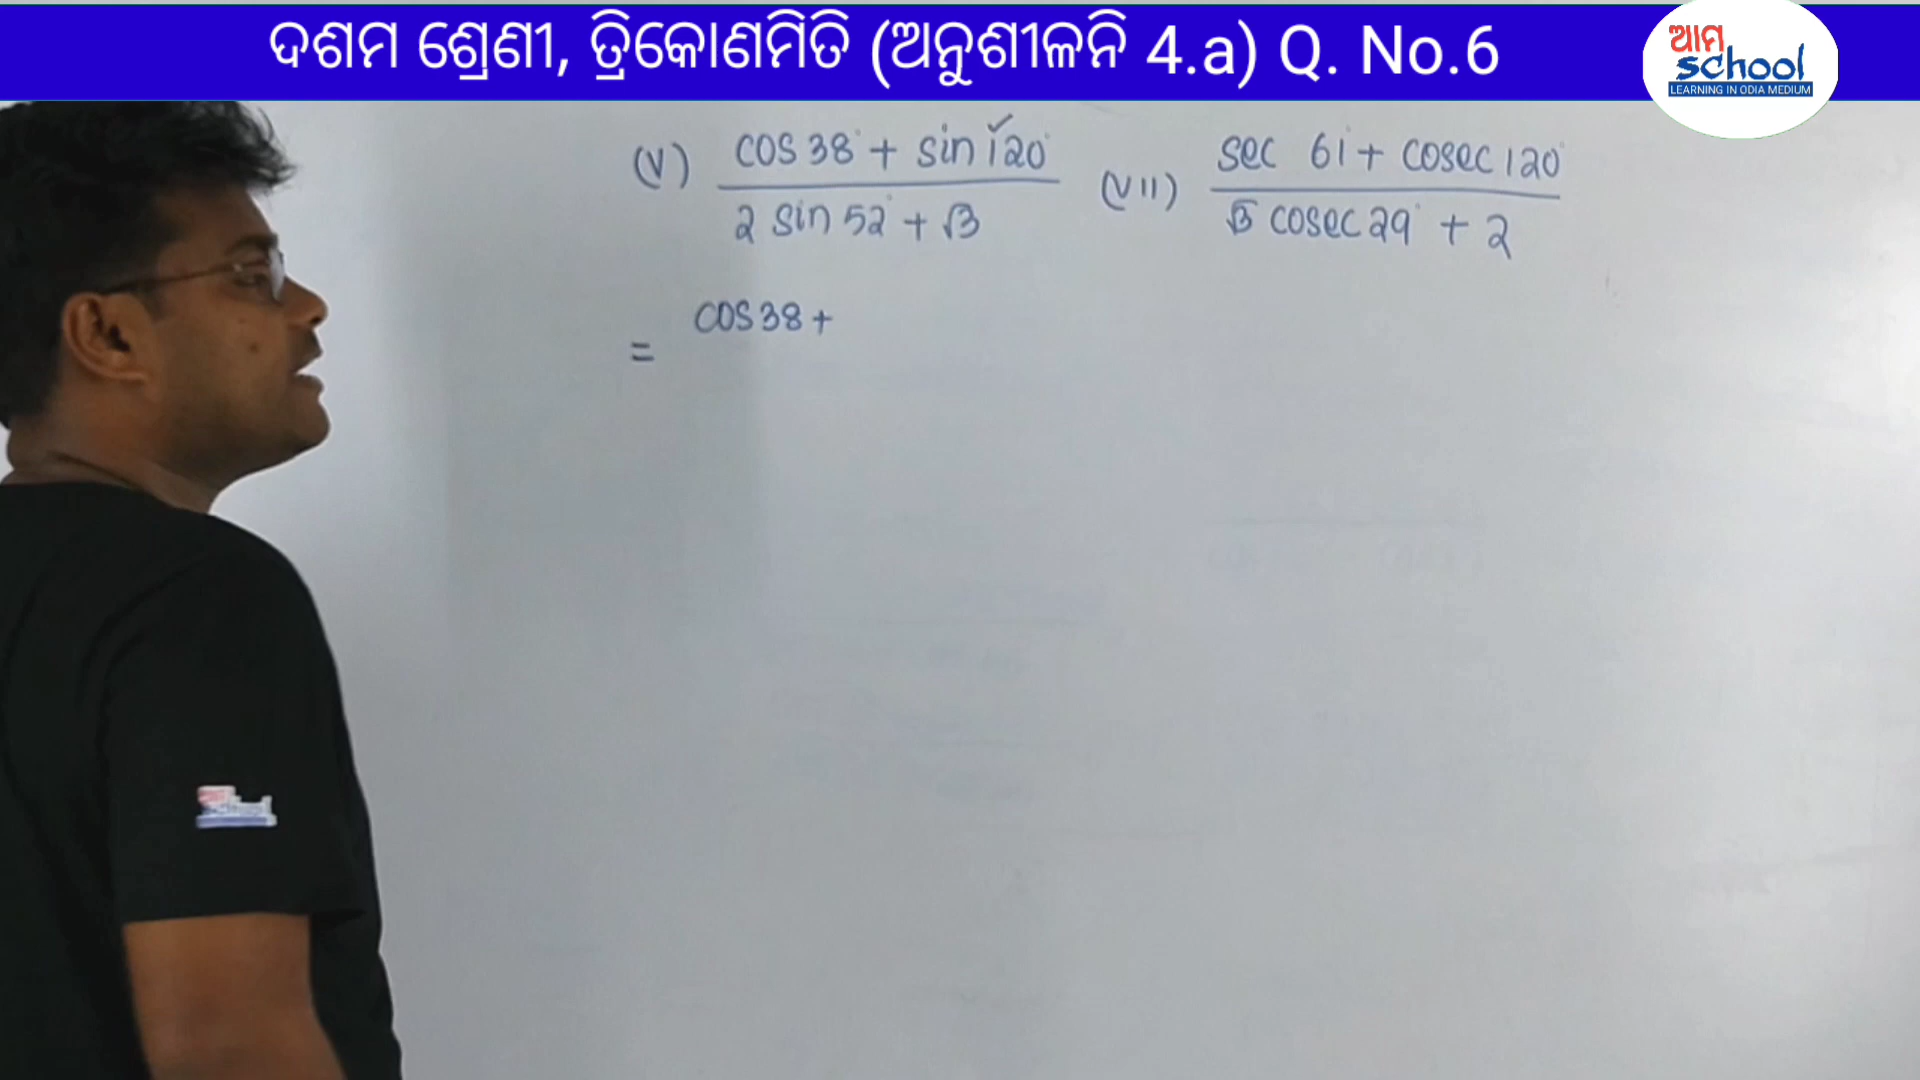 ଦଶମ ଶ୍ରେଣୀ, ତ୍ରିକୋଣମିତି (ଅନୁଶୀଳନି 4.a) Q. No.6
ଆମ
school
LEARNING IN ODIA MEDIUM
(V) cos 38° + sin 120° / 2 sin 52° + √3
(VII) sec 61° + cosec 120° / √3 cosec 29° + 2
= cos 38 +